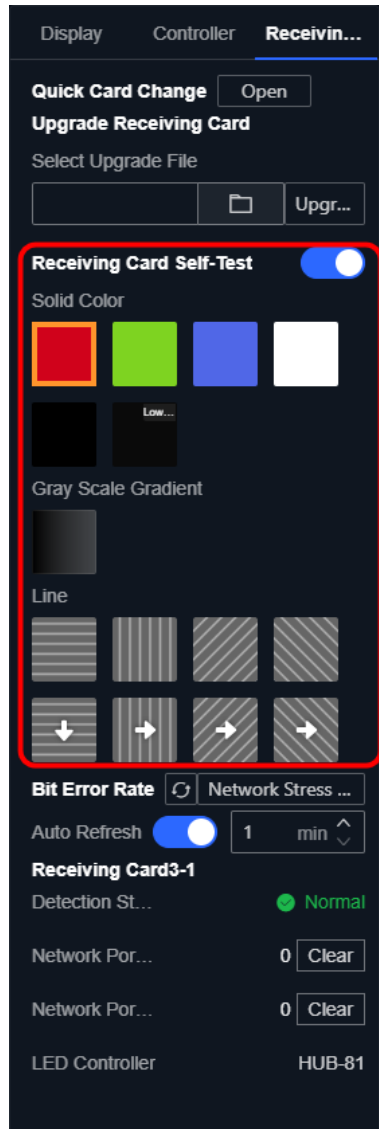 Display Controller Receivin...
Quick Card Change Open
Upgrade Receiving Card
Select Upgrade File
Upgr...
Receiving Card Self-Test
Solid Color
Low...
Gray Scale Gradient
Line
Bit Error Rate Network Stress ...
Auto Refresh 1 min
Receiving Card3-1
Detection St... Normal
Network Por... 0 Clear
Network Por... 0 Clear
LED Controller HUB-81